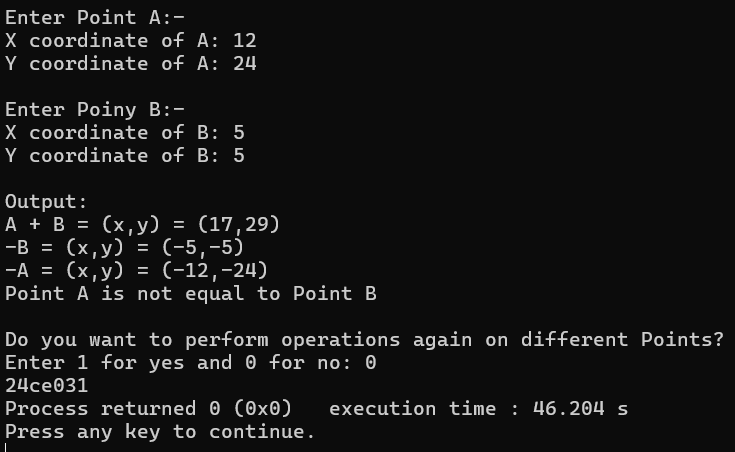 Enter Point A:-
X coordinate of A: 12
Y coordinate of A: 24
Enter Poiny B:-
X coordinate of B: 5
Y coordinate of B: 5
Output:
A + B = (x,y) = (17,29)
-B = (x,y) = (-5,-5)
-A = (x,y) = (-12,-24)
Point A is not equal to Point B
Do you want to perform operations again on different Points?
Enter 1 for yes and 0 for no: 0
24ce031
Process returned 0 (0x0)   execution time : 46.204 s
Press any key to continue.